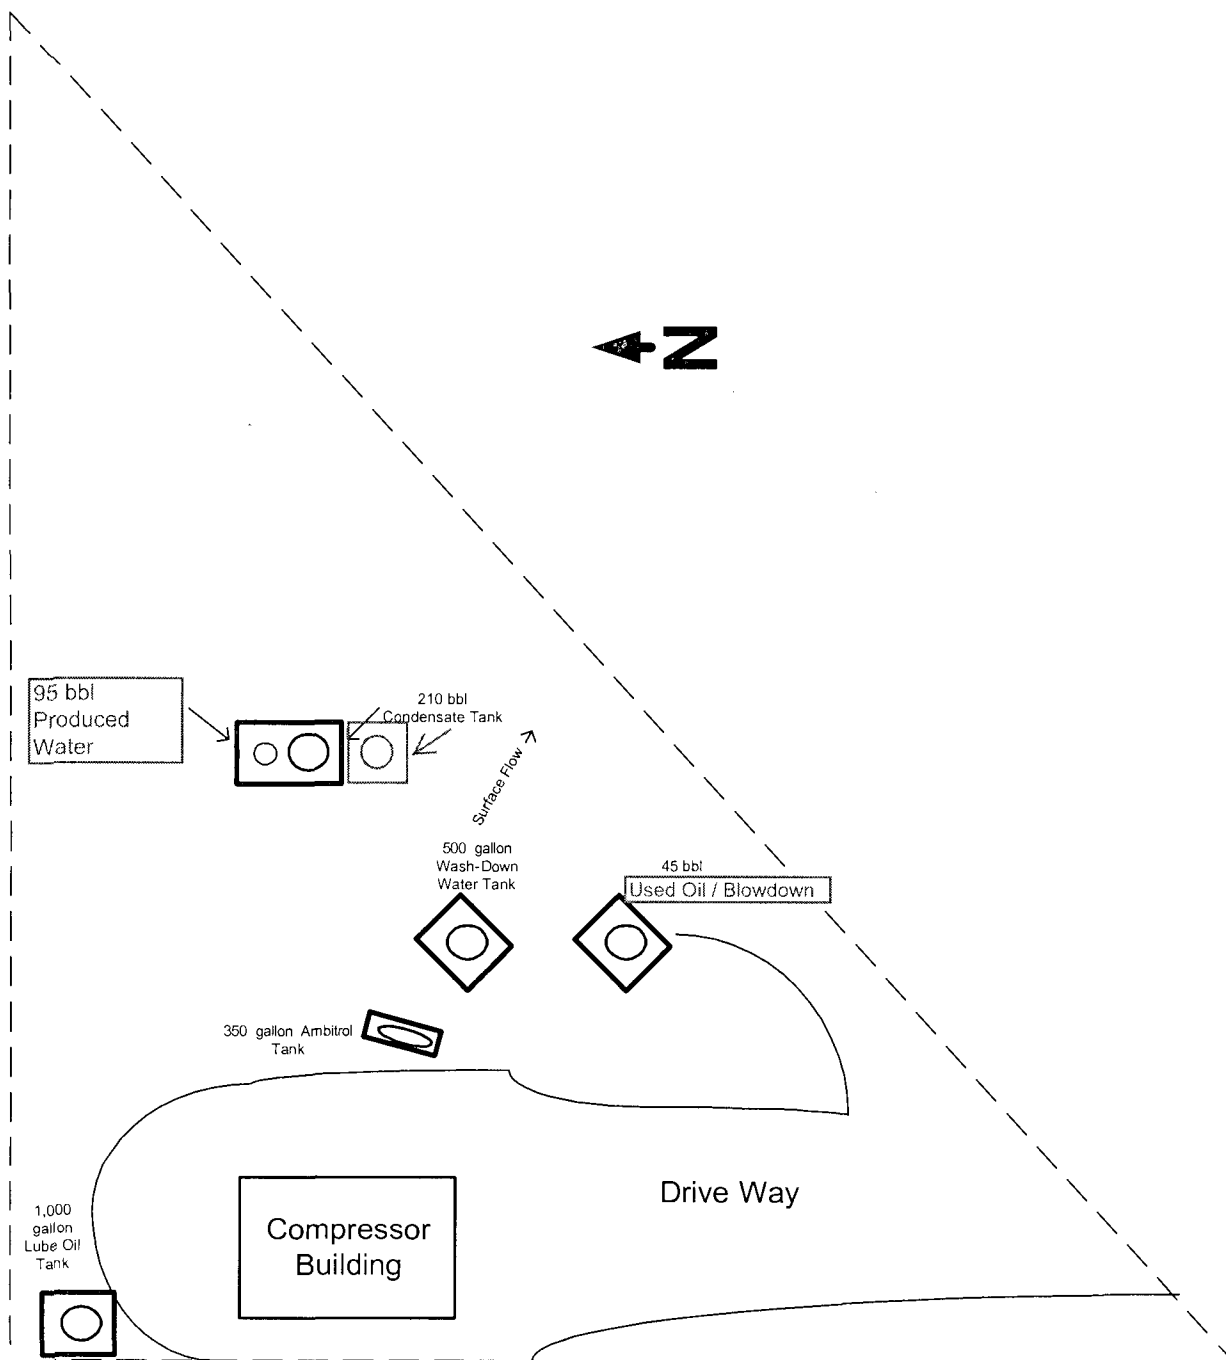 N
95 bbl
Produced
Water
210 bbl
Condensate Tank
Surface Flow
500 gallon
Wash-Down
Water Tank
45 bbl
Used Oil / Blowdown
350 gallon Ambitrol
Tank
Drive Way
1,000
gallon
Lube Oil
Tank
Compressor
Building